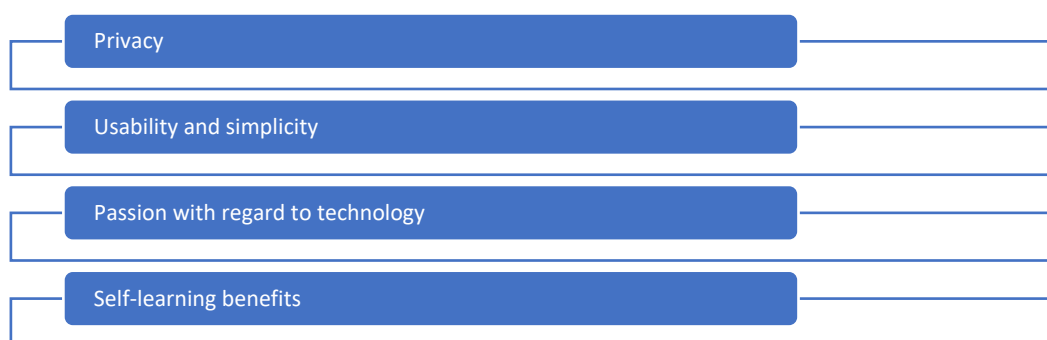 Privacy
Usability and simplicity
Passion with regard to technology
Self-learning benefits